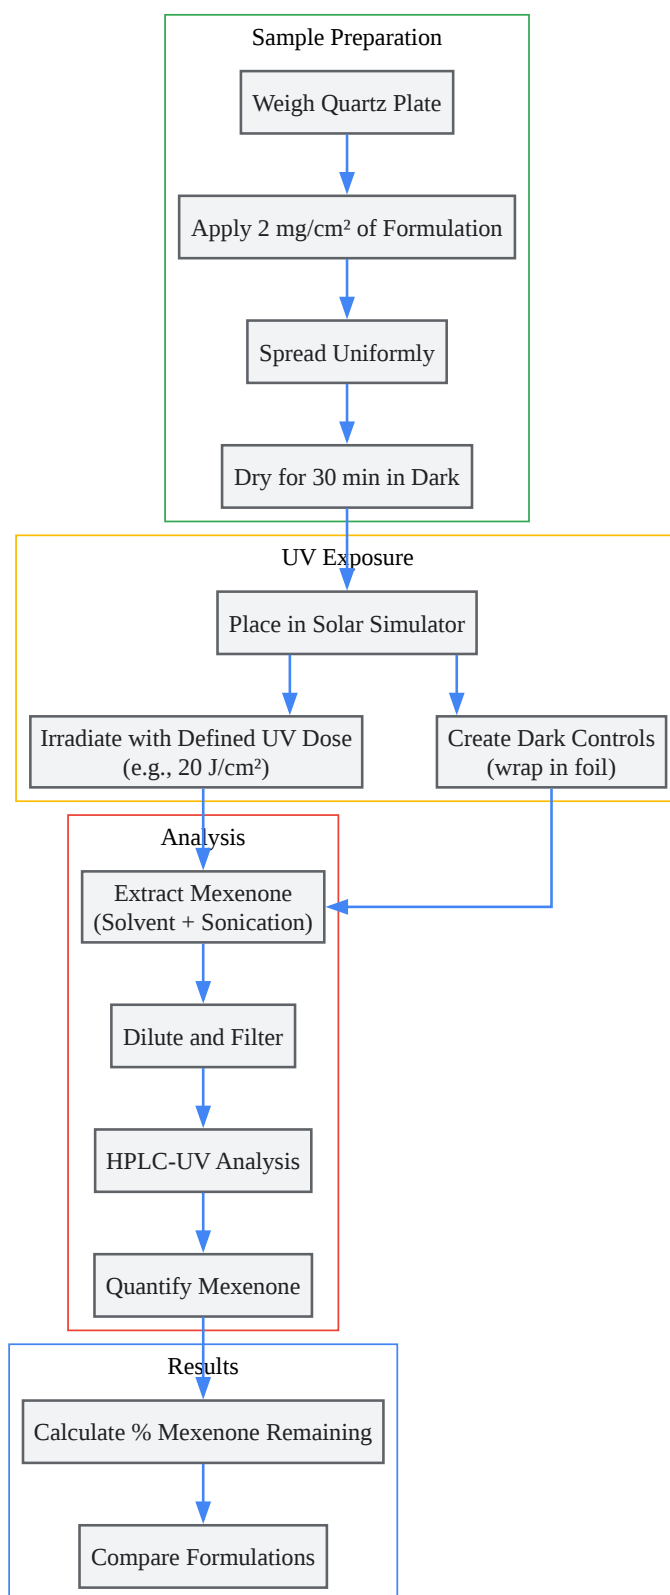 Sample Preparation
Weigh Quartz Plate
Apply 2 mg/cm² of Formulation
Spread Uniformly
Dry for 30 min in Dark
UV Exposure
Place in Solar Simulator
Irradiate with Defined UV Dose
(e.g., 20 J/cm²)
Create Dark Controls
(wrap in foil)
Analysis
Extract Mexenone
(Solvent + Sonication)
Dilute and Filter
HPLC-UV Analysis
Quantify Mexenone
Results
Calculate % Mexenone Remaining
Compare Formulations